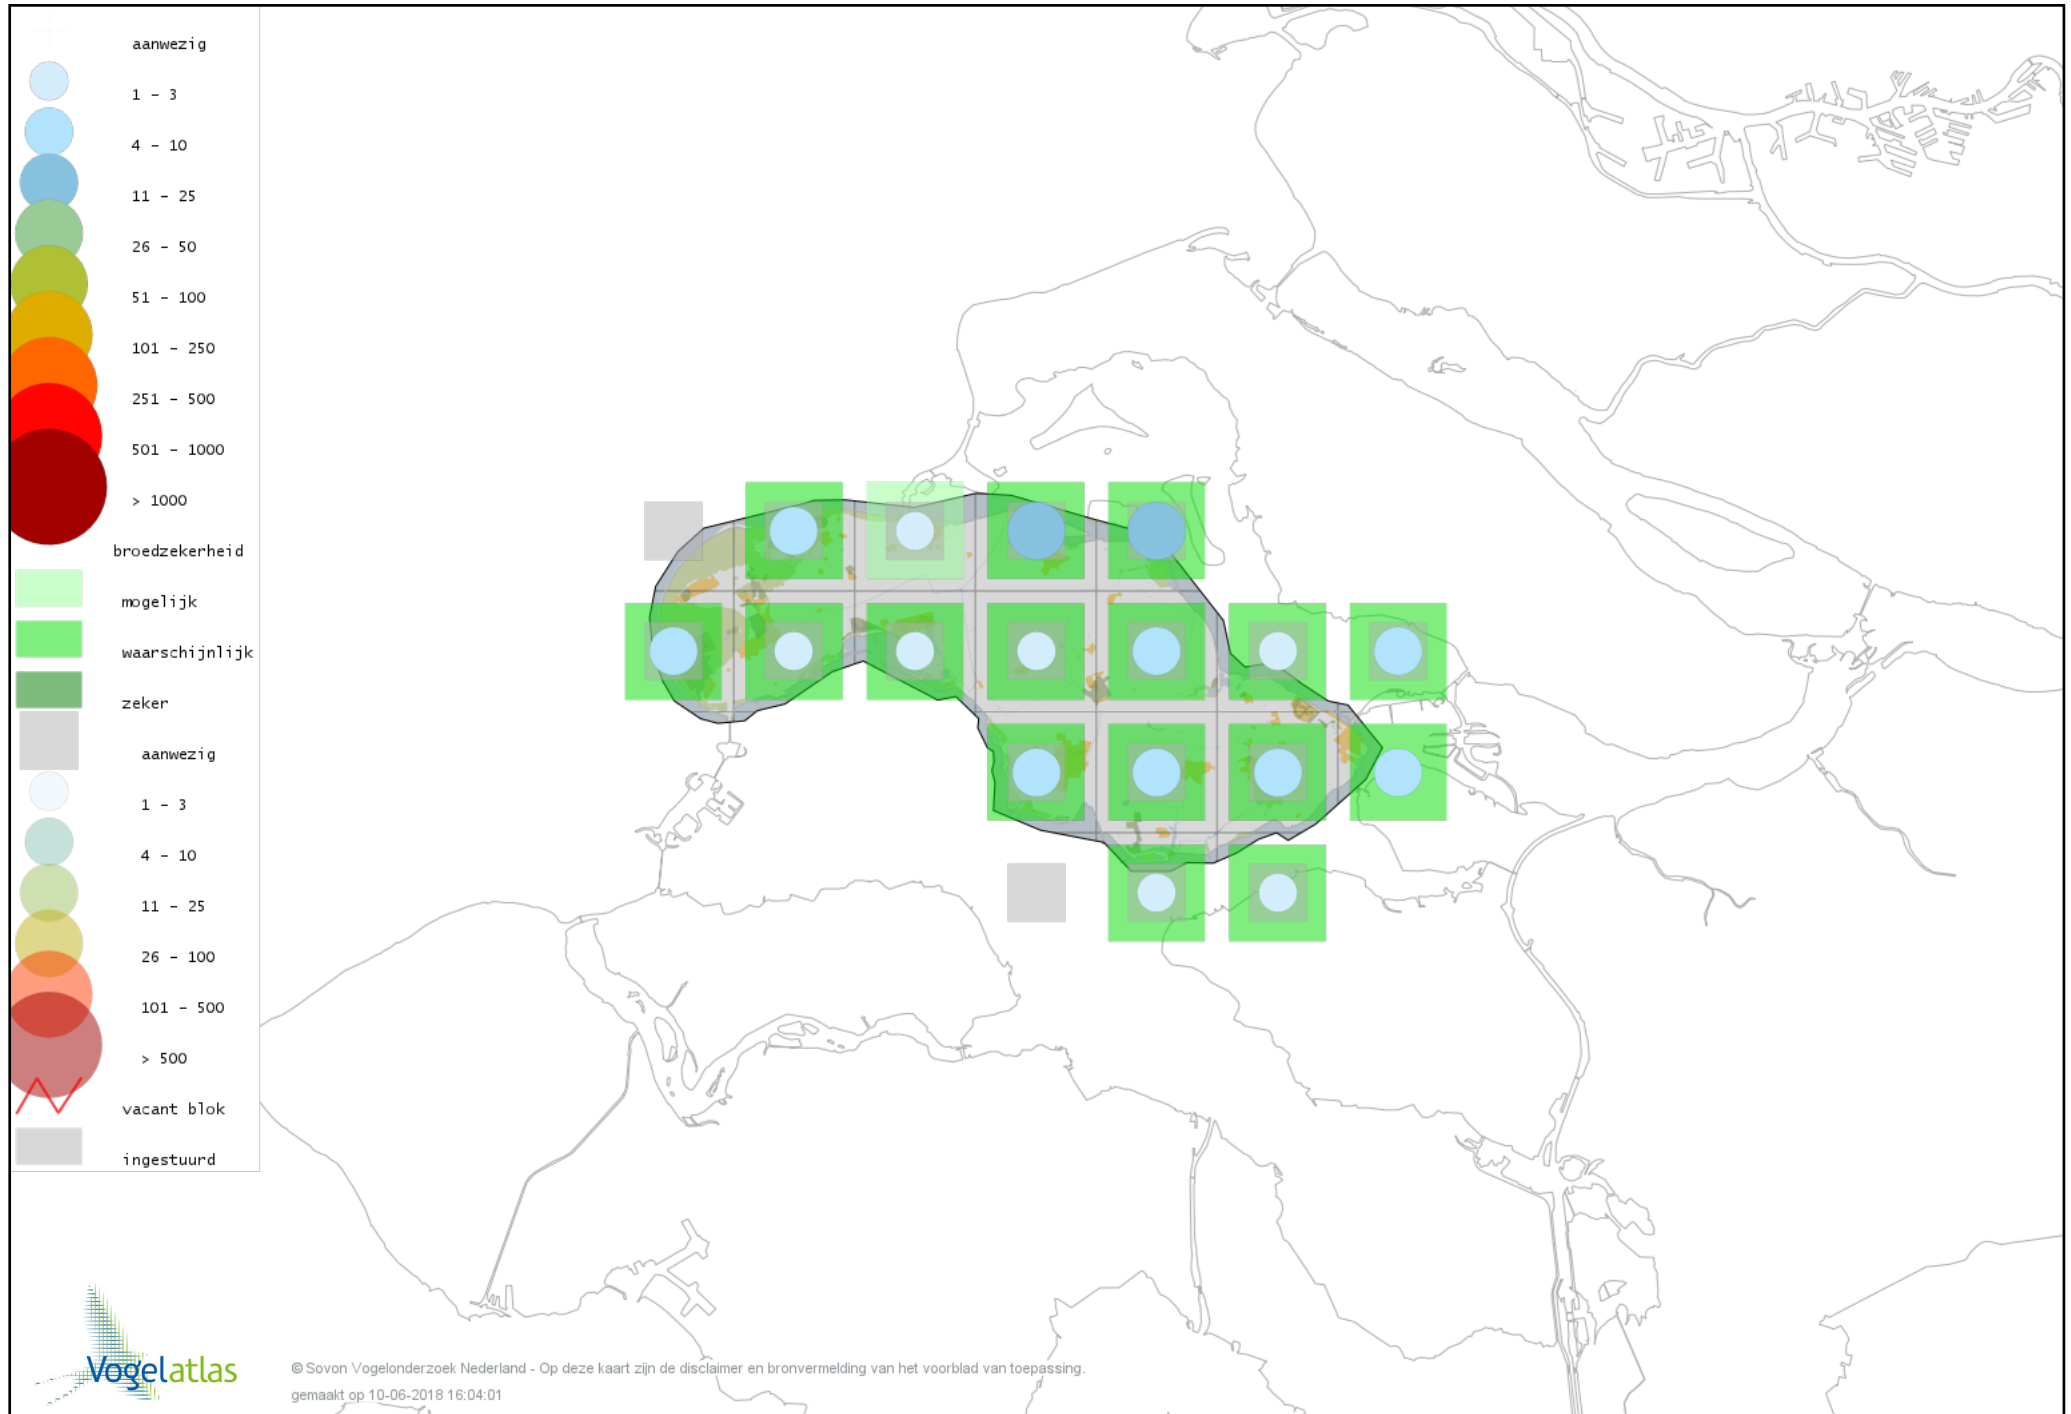 aanwezig
1 - 3
4 - 10
11 - 25
26 - 50
51 - 100
101 - 250
251 - 500
501 - 1000
> 1000
broedzekerheid
mogelijk
waarschijnlijk
zeker
aanwezig
1 - 3
4 - 10
11 - 25
26 - 100
101 - 500
> 500
vacant blok
ingestuurd
Vogelatlas
© Sovon Vogelonderzoek Nederland - Op deze kaart zijn de disclaimer en bronvermelding van het voorblad van toepassing.
gemaakt op 10-06-2018 16:04:01